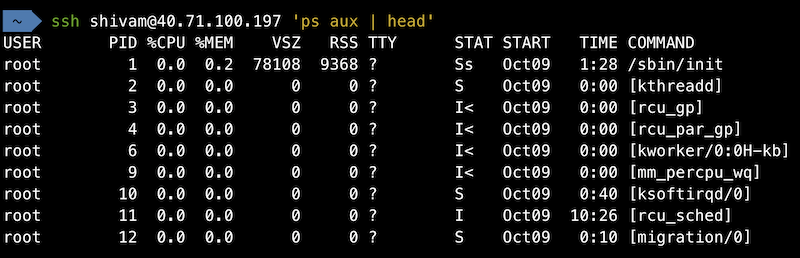 ~ ssh shivam@40.71.100.197 'ps aux | head'
USER       PID %CPU %MEM    VSZ   RSS TTY      STAT START   TIME COMMAND
root         1  0.0  0.2  78108  9368 ?        Ss   Oct09   1:28 /sbin/init
root         2  0.0  0.0      0     0 ?        S    Oct09   0:00 [kthreadd]
root         3  0.0  0.0      0     0 ?        I<   Oct09   0:00 [rcu_gp]
root         4  0.0  0.0      0     0 ?        I<   Oct09   0:00 [rcu_par_gp]
root         6  0.0  0.0      0     0 ?        I<   Oct09   0:00 [kworker/0:0H-kb]
root         9  0.0  0.0      0     0 ?        I<   Oct09   0:00 [mm_percpu_wq]
root        10  0.0  0.0      0     0 ?        S    Oct09   0:40 [ksoftirqd/0]
root        11  0.0  0.0      0     0 ?        I    Oct09  10:26 [rcu_sched]
root        12  0.0  0.0      0     0 ?        S    Oct09   0:10 [migration/0]